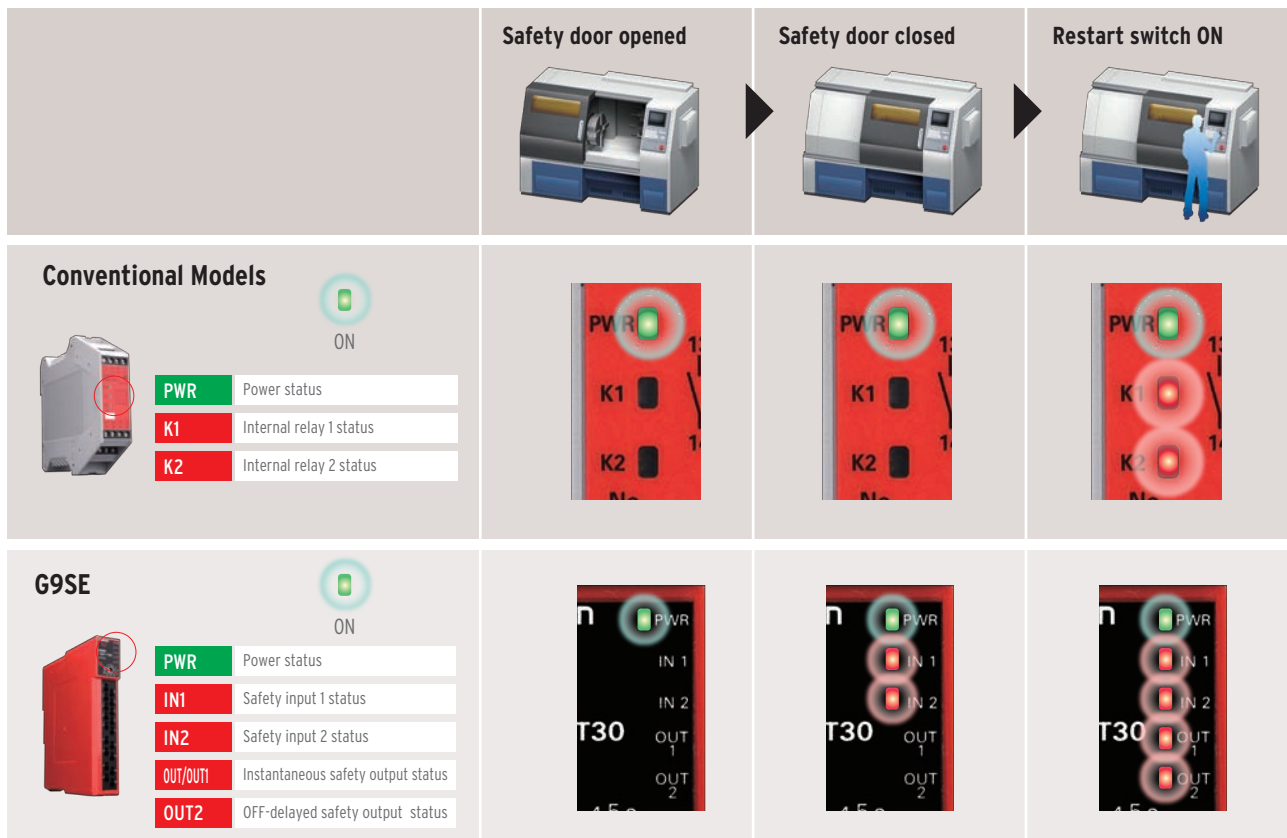 Safety door opened
Safety door closed
Restart switch ON
Conventional Models
ON
PWR Power status
K1 Internal relay 1 status
K2 Internal relay 2 status
PWR
K1
K2
PWR
K1
K2
PWR
K1
K2
G9SE
ON
PWR Power status
IN1 Safety input 1 status
IN2 Safety input 2 status
OUT/OUT1 Instantaneous safety output status
OUT2 OFF-delayed safety output status
n PWR
IN 1
IN 2
T30 OUT
1
OUT
2
n PWR
IN 1
IN 2
T30 OUT
1
OUT
2
n PWR
IN 1
IN 2
T30 OUT
1
OUT
2